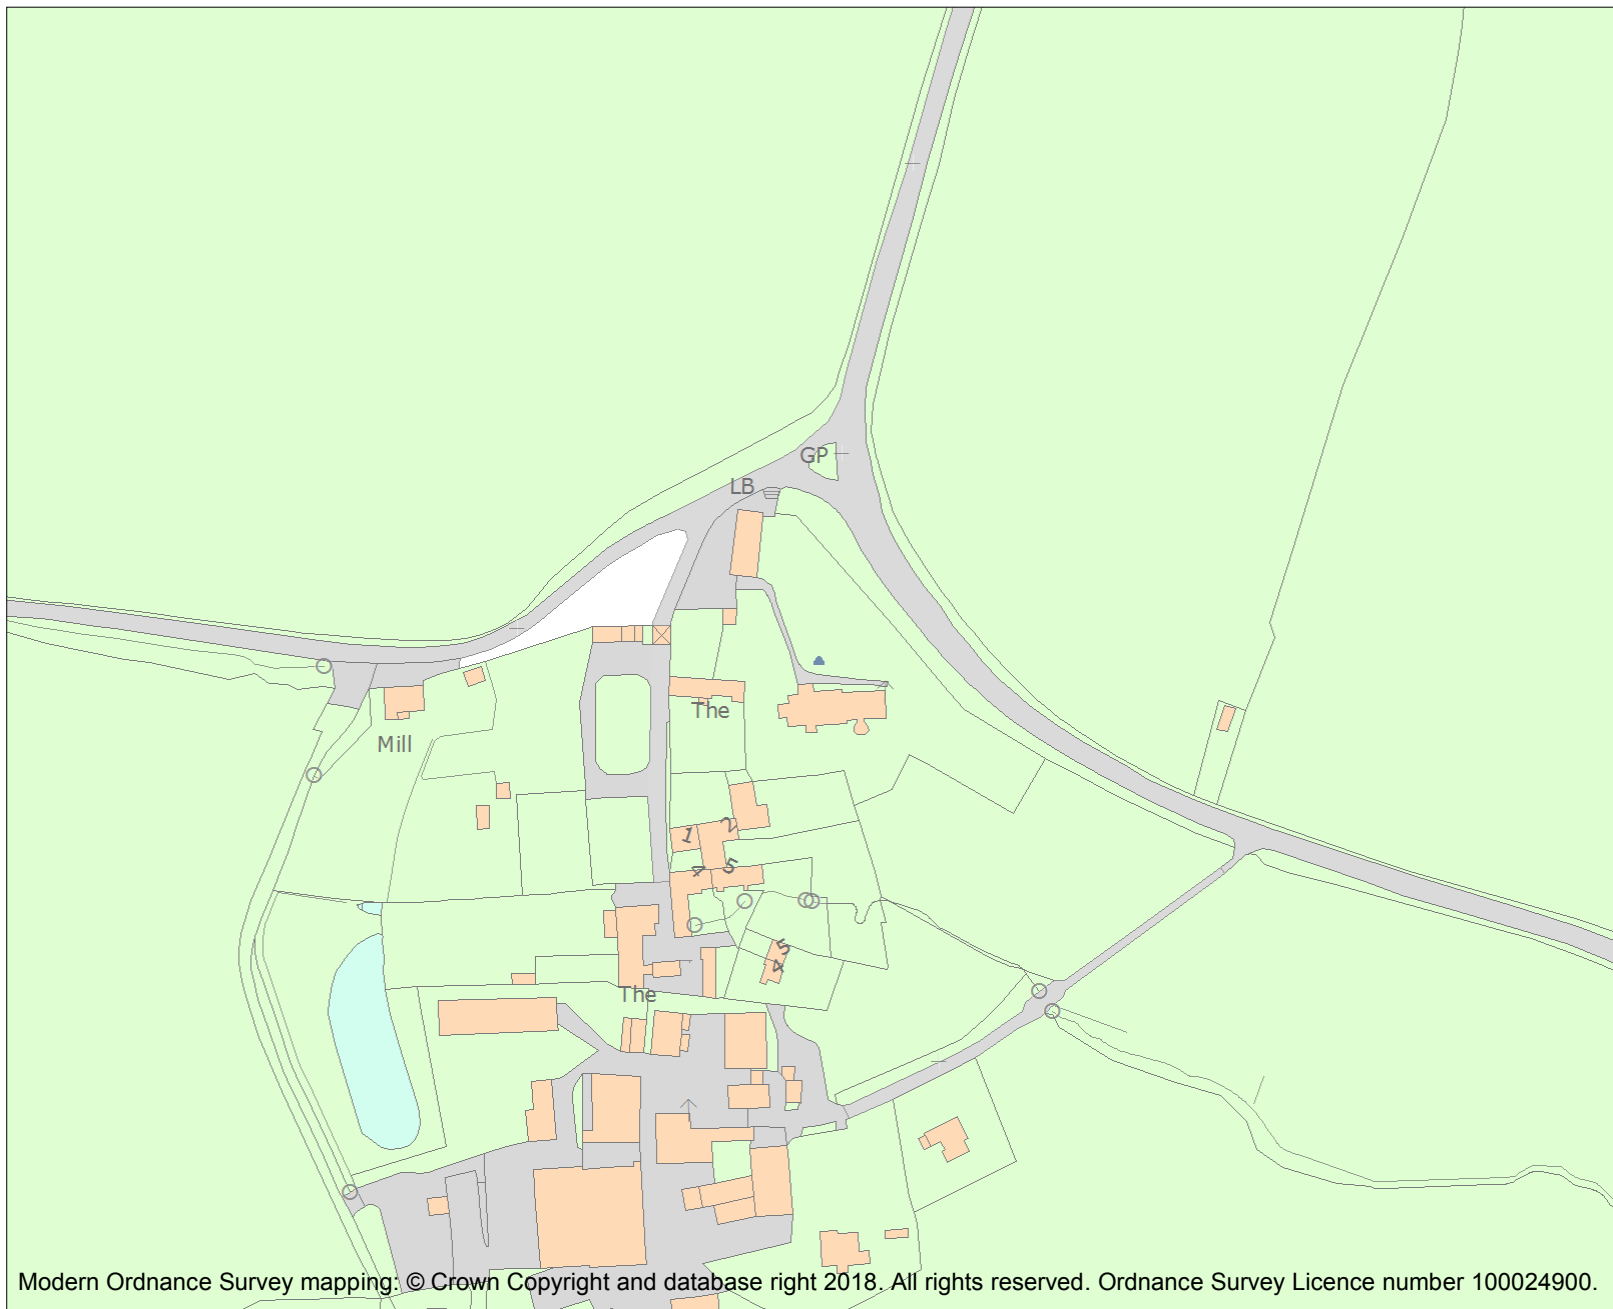 GP
LB
The
Mill
1 2
4 5
5
4
The
Modern Ordnance Survey mapping: © Crown Copyright and database right 2018. All rights reserved. Ordnance Survey Licence number 100024900.